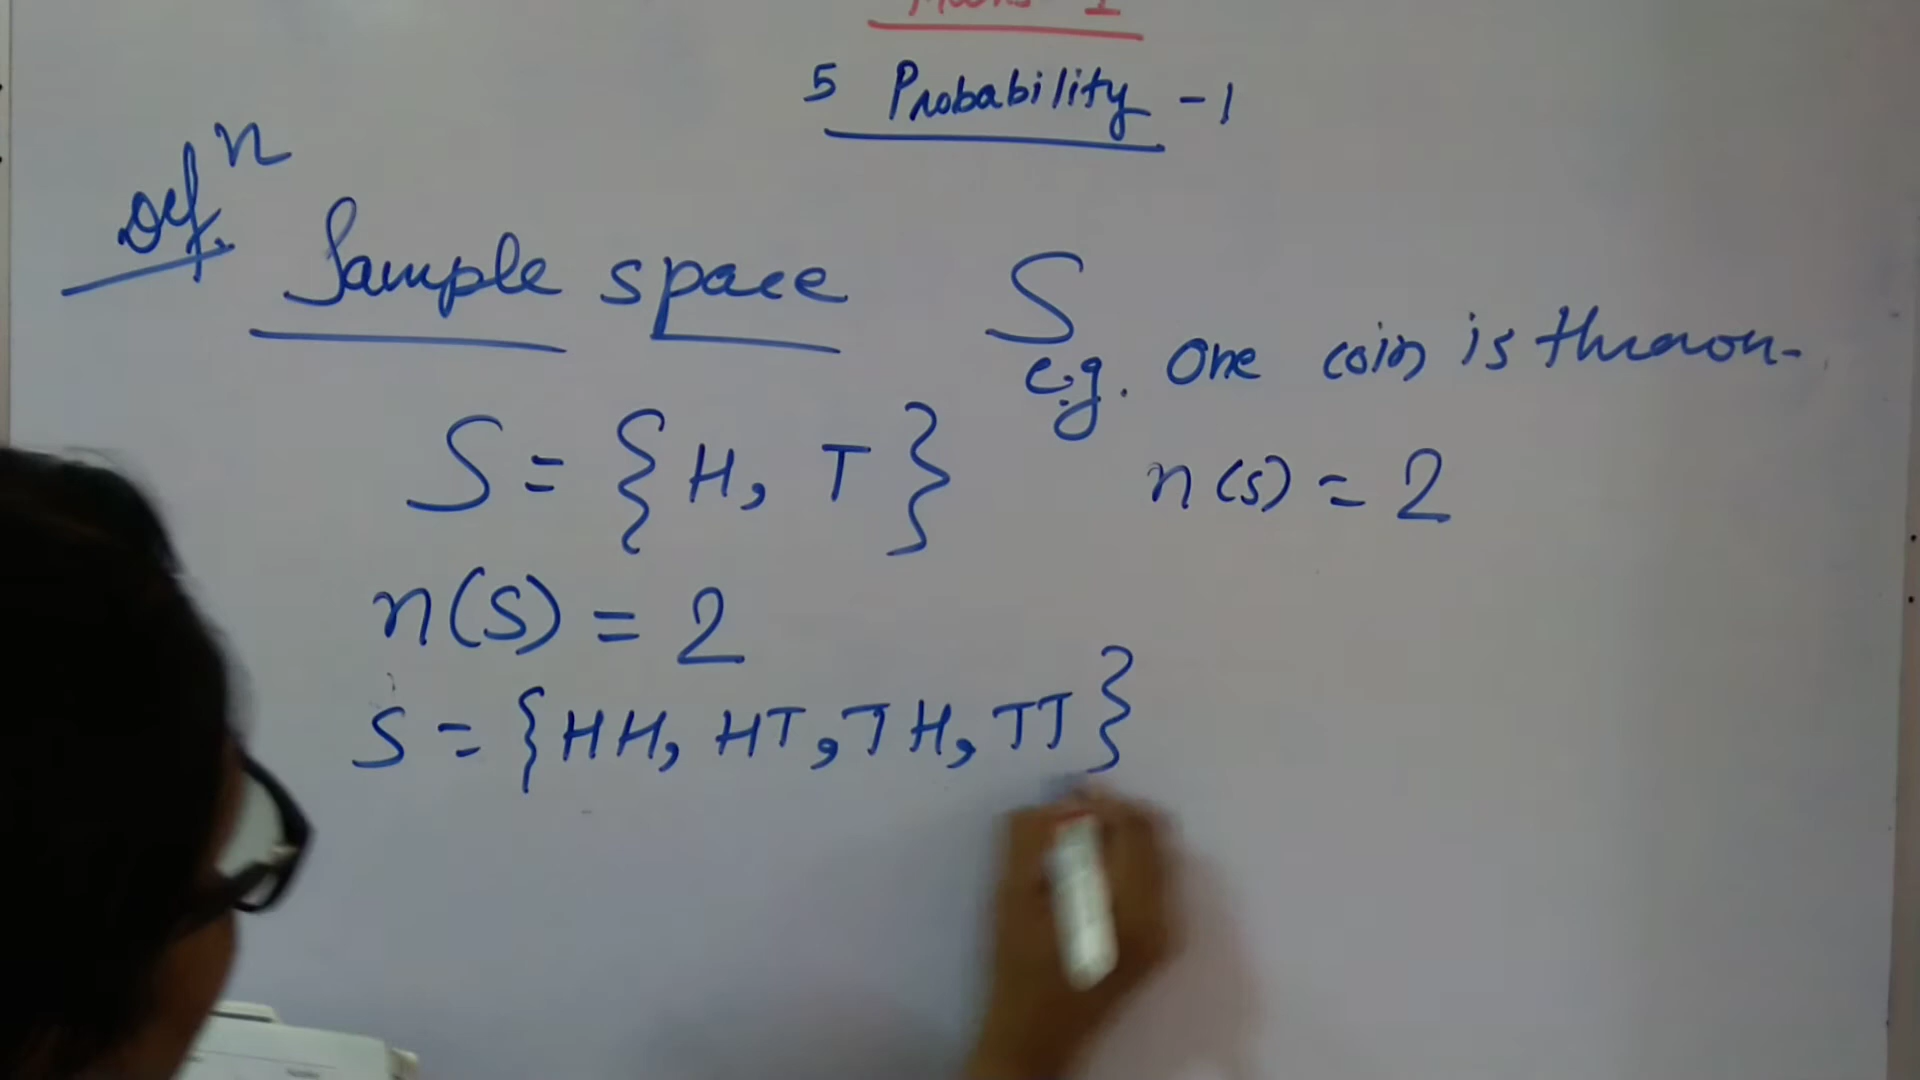 5 Probability - 1
Defⁿ.
Sample space S
e.g. One coin is thrown.
S = { H, T } n(s) = 2
n(S) = 2
S = { HH, HT, TH, TT }